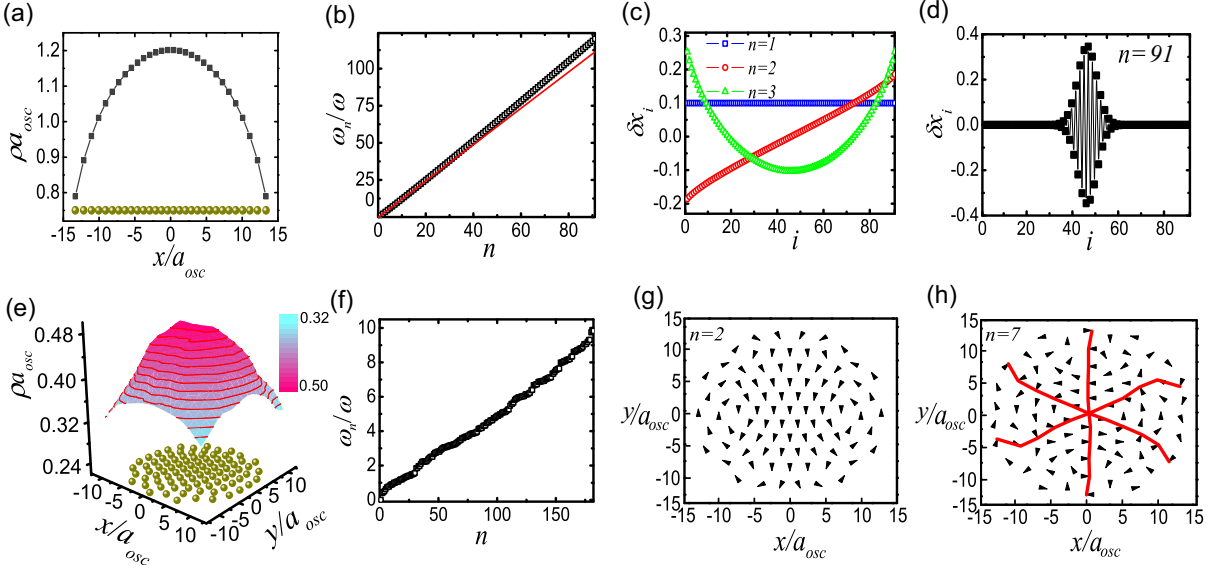 (a)
1.2
1.1
1.0
0.9
0.8
ρa_osc
-15 -10 -5 0 5 10 15
x/a_osc
(b)
100
75
50
25
0
ω_n/ω
0 20 40 60 80
n
(c)
0.3
0.2
0.1
0.0
-0.1
-0.2
δx_i
n=1
n=2
n=3
0 20 40 60 80
i
(d)
0.4
0.2
0.0
-0.2
-0.4
δx_i
n=91
0 20 40 60 80
i
(e)
0.48
0.40
0.32
0.24
ρa_osc
0.32
0.50
-10 -5 0 5 10
x/a_osc
-10 -5 0 5 10
y/a_osc
(f)
10
8
6
4
2
0
ω_n/ω
0 50 100 150
n
(g)
n=2
15
10
5
0
-5
-10
-15
y/a_osc
-15 -10 -5 0 5 10 15
x/a_osc
(h)
n=7
15
10
5
0
-5
-10
-15
y/a_osc
-15 -10 -5 0 5 10 15
x/a_osc